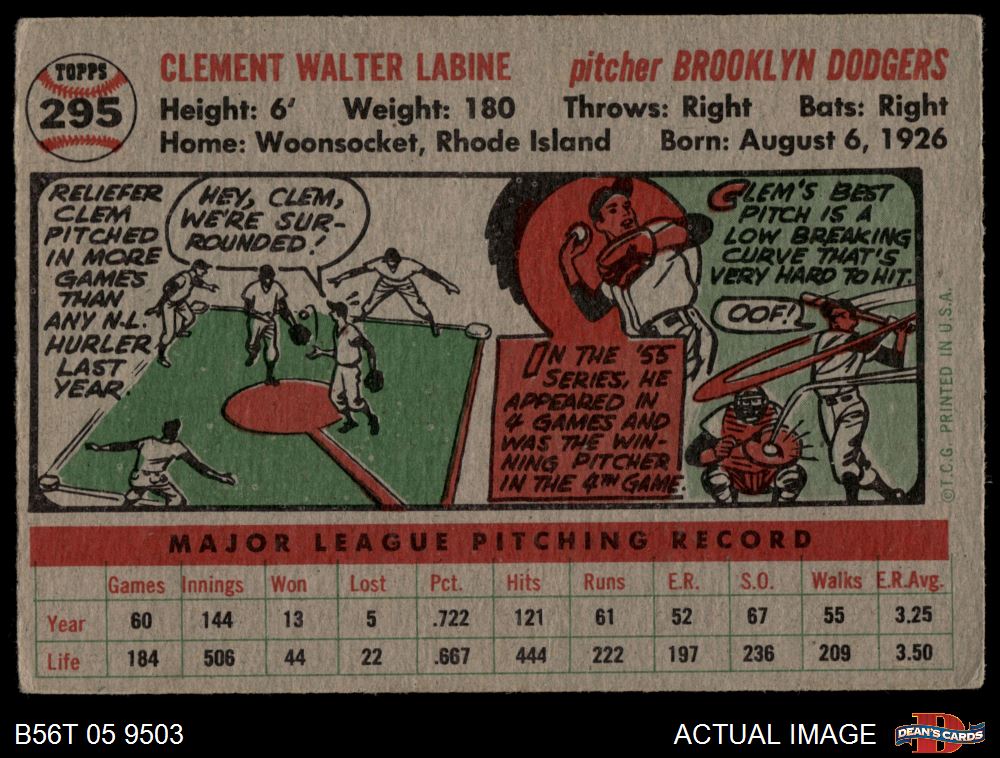 TOPPS
295
CLEMENT WALTER LABINE pitcher BROOKLYN DODGERS
Height: 6' Weight: 180 Throws: Right Bats: Right
Home: Woonsocket, Rhode Island Born: August 6, 1926
RELIEFER
CLEM
PITCHED
IN MORE
GAMES
THAN
ANY N.L.
HURLER
LAST
YEAR.
HEY, CLEM,
WE'RE SUR-
ROUNDED!
IN THE '55
SERIES, HE
APPEARED IN
4 GAMES AND
WAS THE WIN-
NING PITCHER
IN THE 4TH GAME.
CLEM'S BEST
PITCH IS A
LOW BREAKING
CURVE THAT'S
VERY HARD TO HIT.
OOF!
© T.C.G. PRINTED IN U.S.A.
MAJOR LEAGUE PITCHING RECORD
Games Innings Won Lost Pct. Hits Runs E.R. S.O. Walks E.R.Avg.
Year 60 144 13 5 .722 121 61 52 67 55 3.25
Life 184 506 44 22 .667 444 222 197 236 209 3.50
B56T 05 9503 ACTUAL IMAGE
DEAN'S CARDS